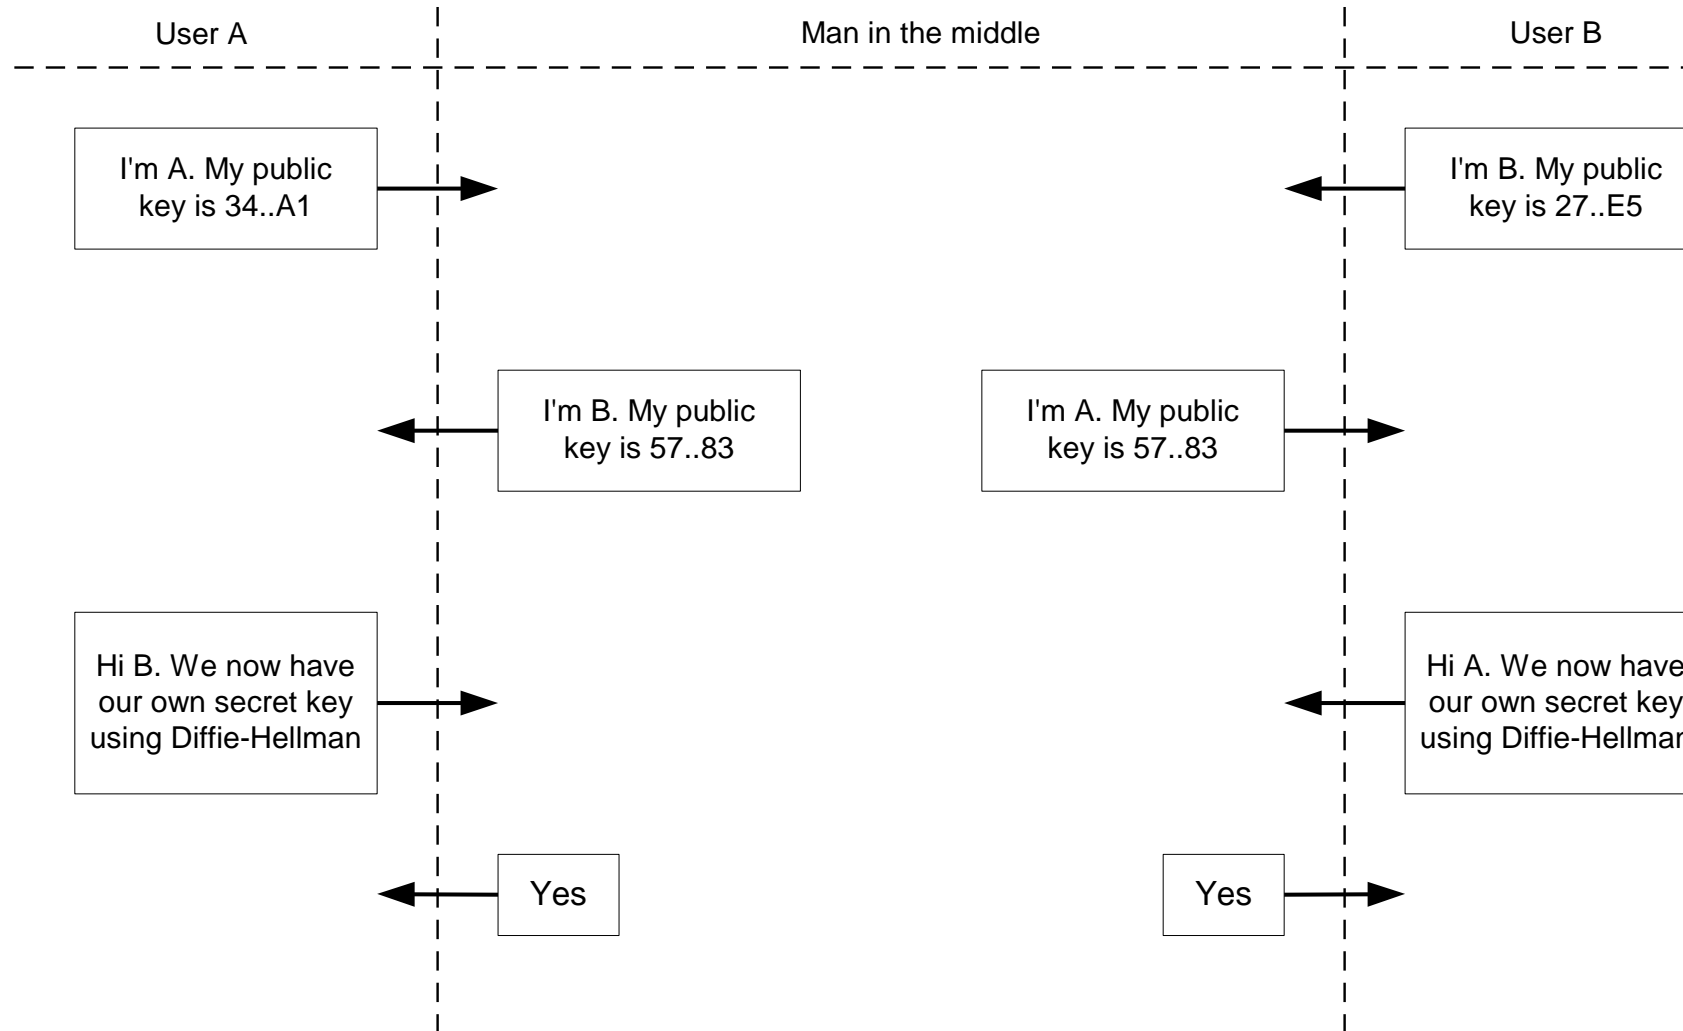 User A
Man in the middle
User B
I'm A. My public
key is 34..A1
I'm B. My public
key is 27..E5
I'm B. My public
key is 57..83
I'm A. My public
key is 57..83
Hi B. We now have
our own secret key
using Diffie-Hellman
Hi A. We now have
our own secret key
using Diffie-Hellman
Yes
Yes